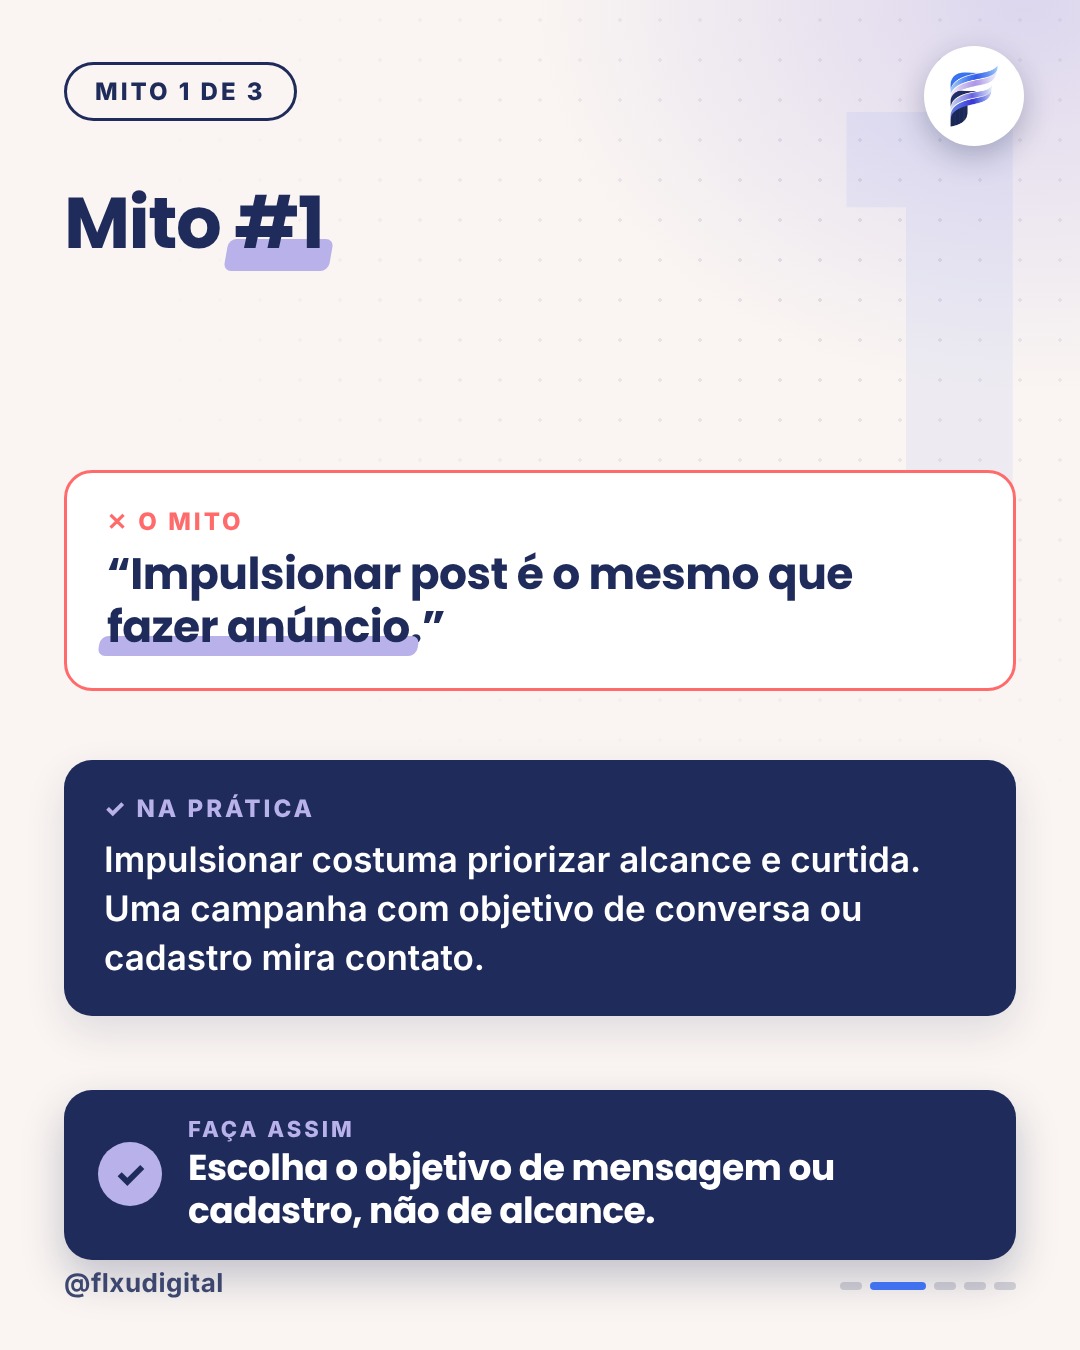 MITO 1 DE 3
1
Mito #1
✕ O MITO
“Impulsionar post é o mesmo que
fazer anúncio.”
✓ NA PRÁTICA
Impulsionar costuma priorizar alcance e curtida.
Uma campanha com objetivo de conversa ou
cadastro mira contato.
FAÇA ASSIM
Escolha o objetivo de mensagem ou
cadastro, não de alcance.
@flxudigital